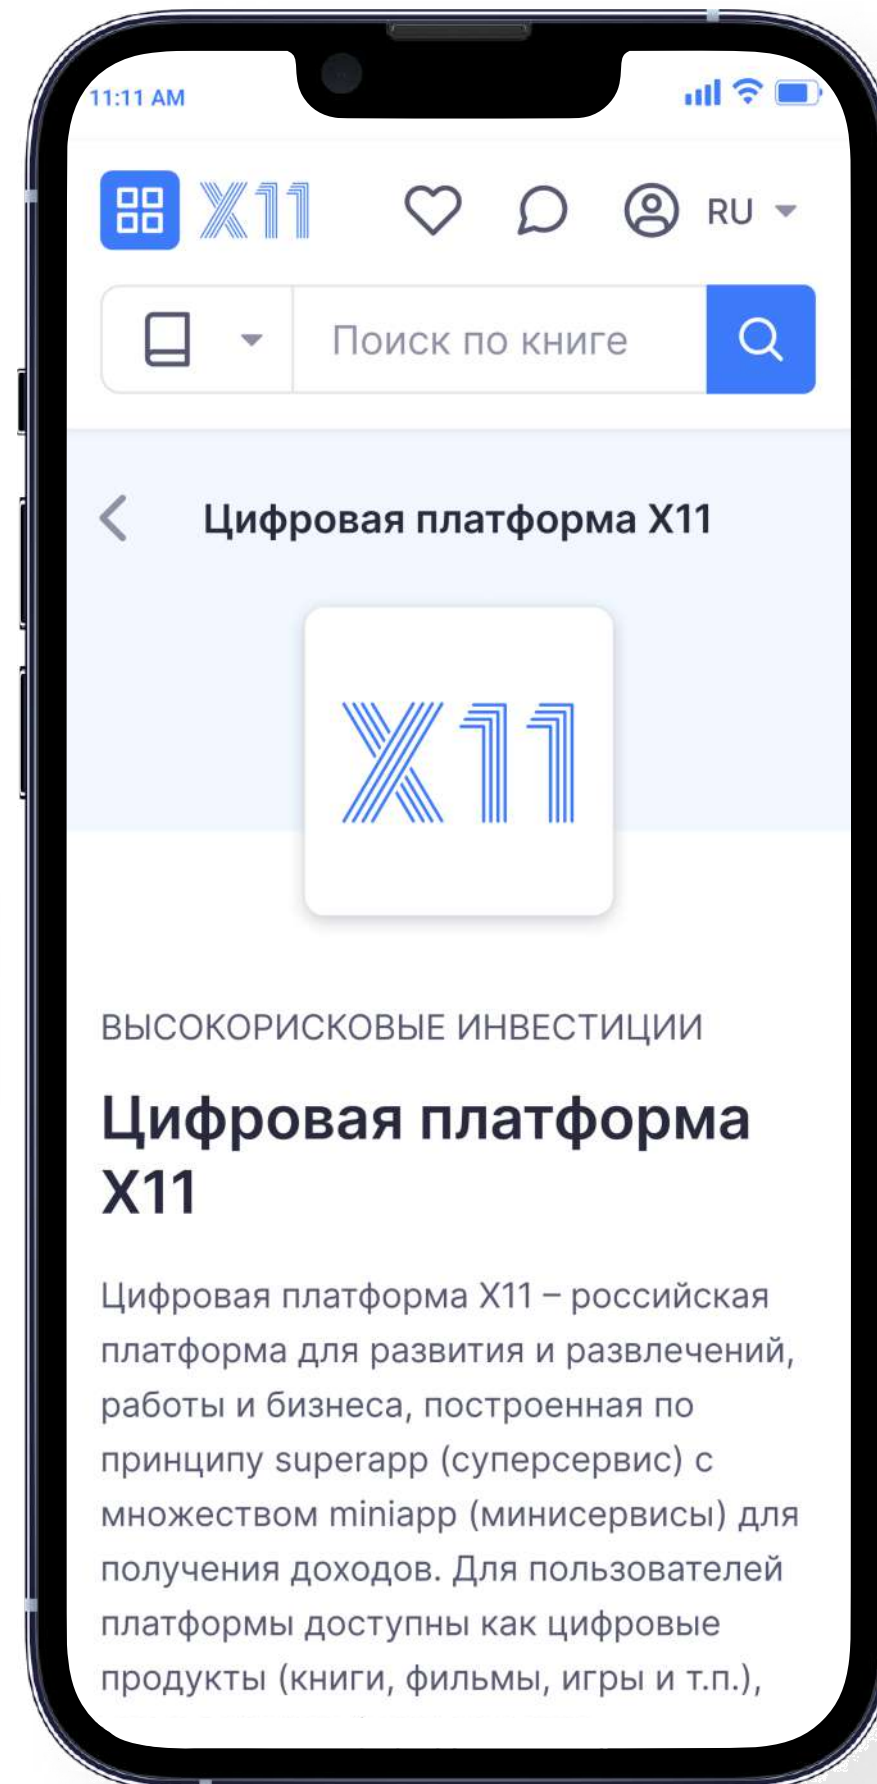 11:11 AM
X11
RU
Поиск по книге
Цифровая платформа X11
X11
ВЫСОКОРИСКОВЫЕ ИНВЕСТИЦИИ
Цифровая платформа
X11
Цифровая платформа X11 – российская
платформа для развития и развлечений,
работы и бизнеса, построенная по
принципу superapp (суперсервис) с
множеством miniapp (минисервисы) для
получения доходов. Для пользователей
платформы доступны как цифровые
продукты (книги, фильмы, игры и т.п.),